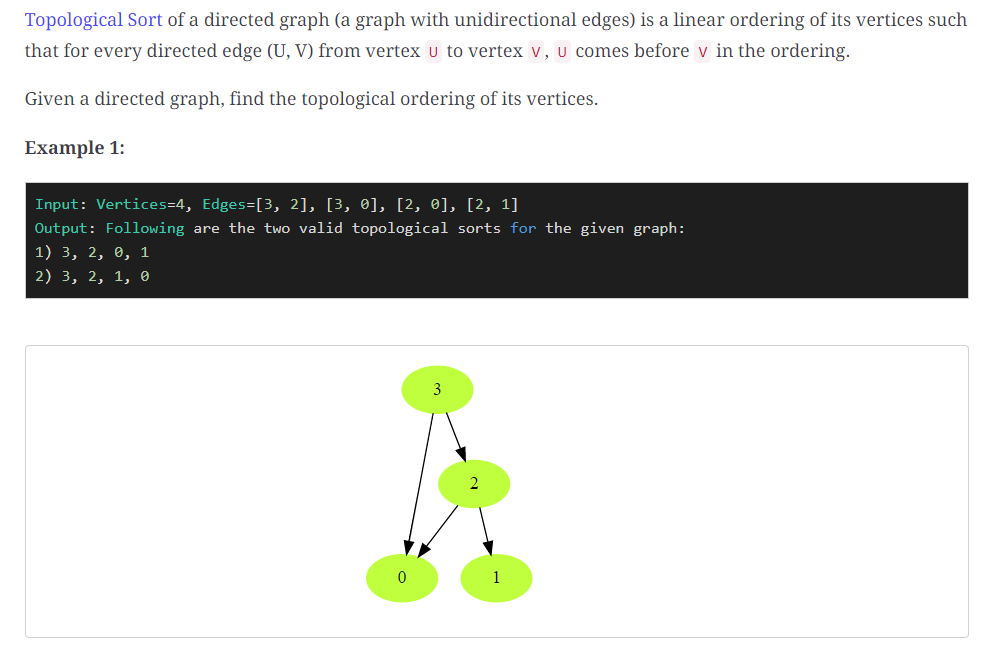 Topological Sort of a directed graph (a graph with unidirectional edges) is a linear ordering of its vertices such
that for every directed edge (U, V) from vertex U to vertex V, U comes before V in the ordering.
Given a directed graph, find the topological ordering of its vertices.
Example 1:
Input: Vertices=4, Edges=[3, 2], [3, 0], [2, 0], [2, 1]
Output: Following are the two valid topological sorts for the given graph:
1) 3, 2, 0, 1
2) 3, 2, 1, 0
3
2
0
1